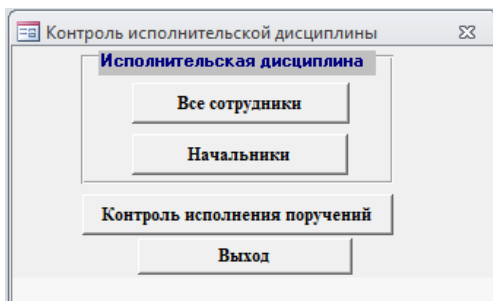 Контроль исполнительской дисциплины
Исполнительская дисциплина
Все сотрудники
Начальники
Контроль исполнения поручений
Выход